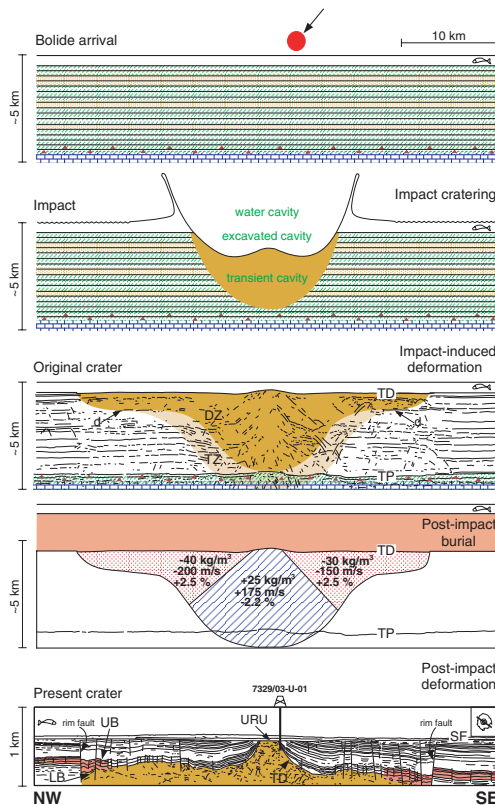 Bolide arrival
10 km
~5 km
Impact
Impact cratering
water cavity
excavated cavity
transient cavity
~5 km
Original crater
Impact-induced
deformation
TD
d
DZ
d
TZ
TP
~5 km
Post-impact
burial
TD
-40 kg/m³
-200 m/s
+2.5 %
+25 kg/m³
+175 m/s
-2.2 %
-30 kg/m³
-150 m/s
+2.5 %
TP
~5 km
Post-impact
deformation
Present crater
7329/03-U-01
rim fault
UB
URU
rim fault
SF
1 km
LB
TD
NW
SE